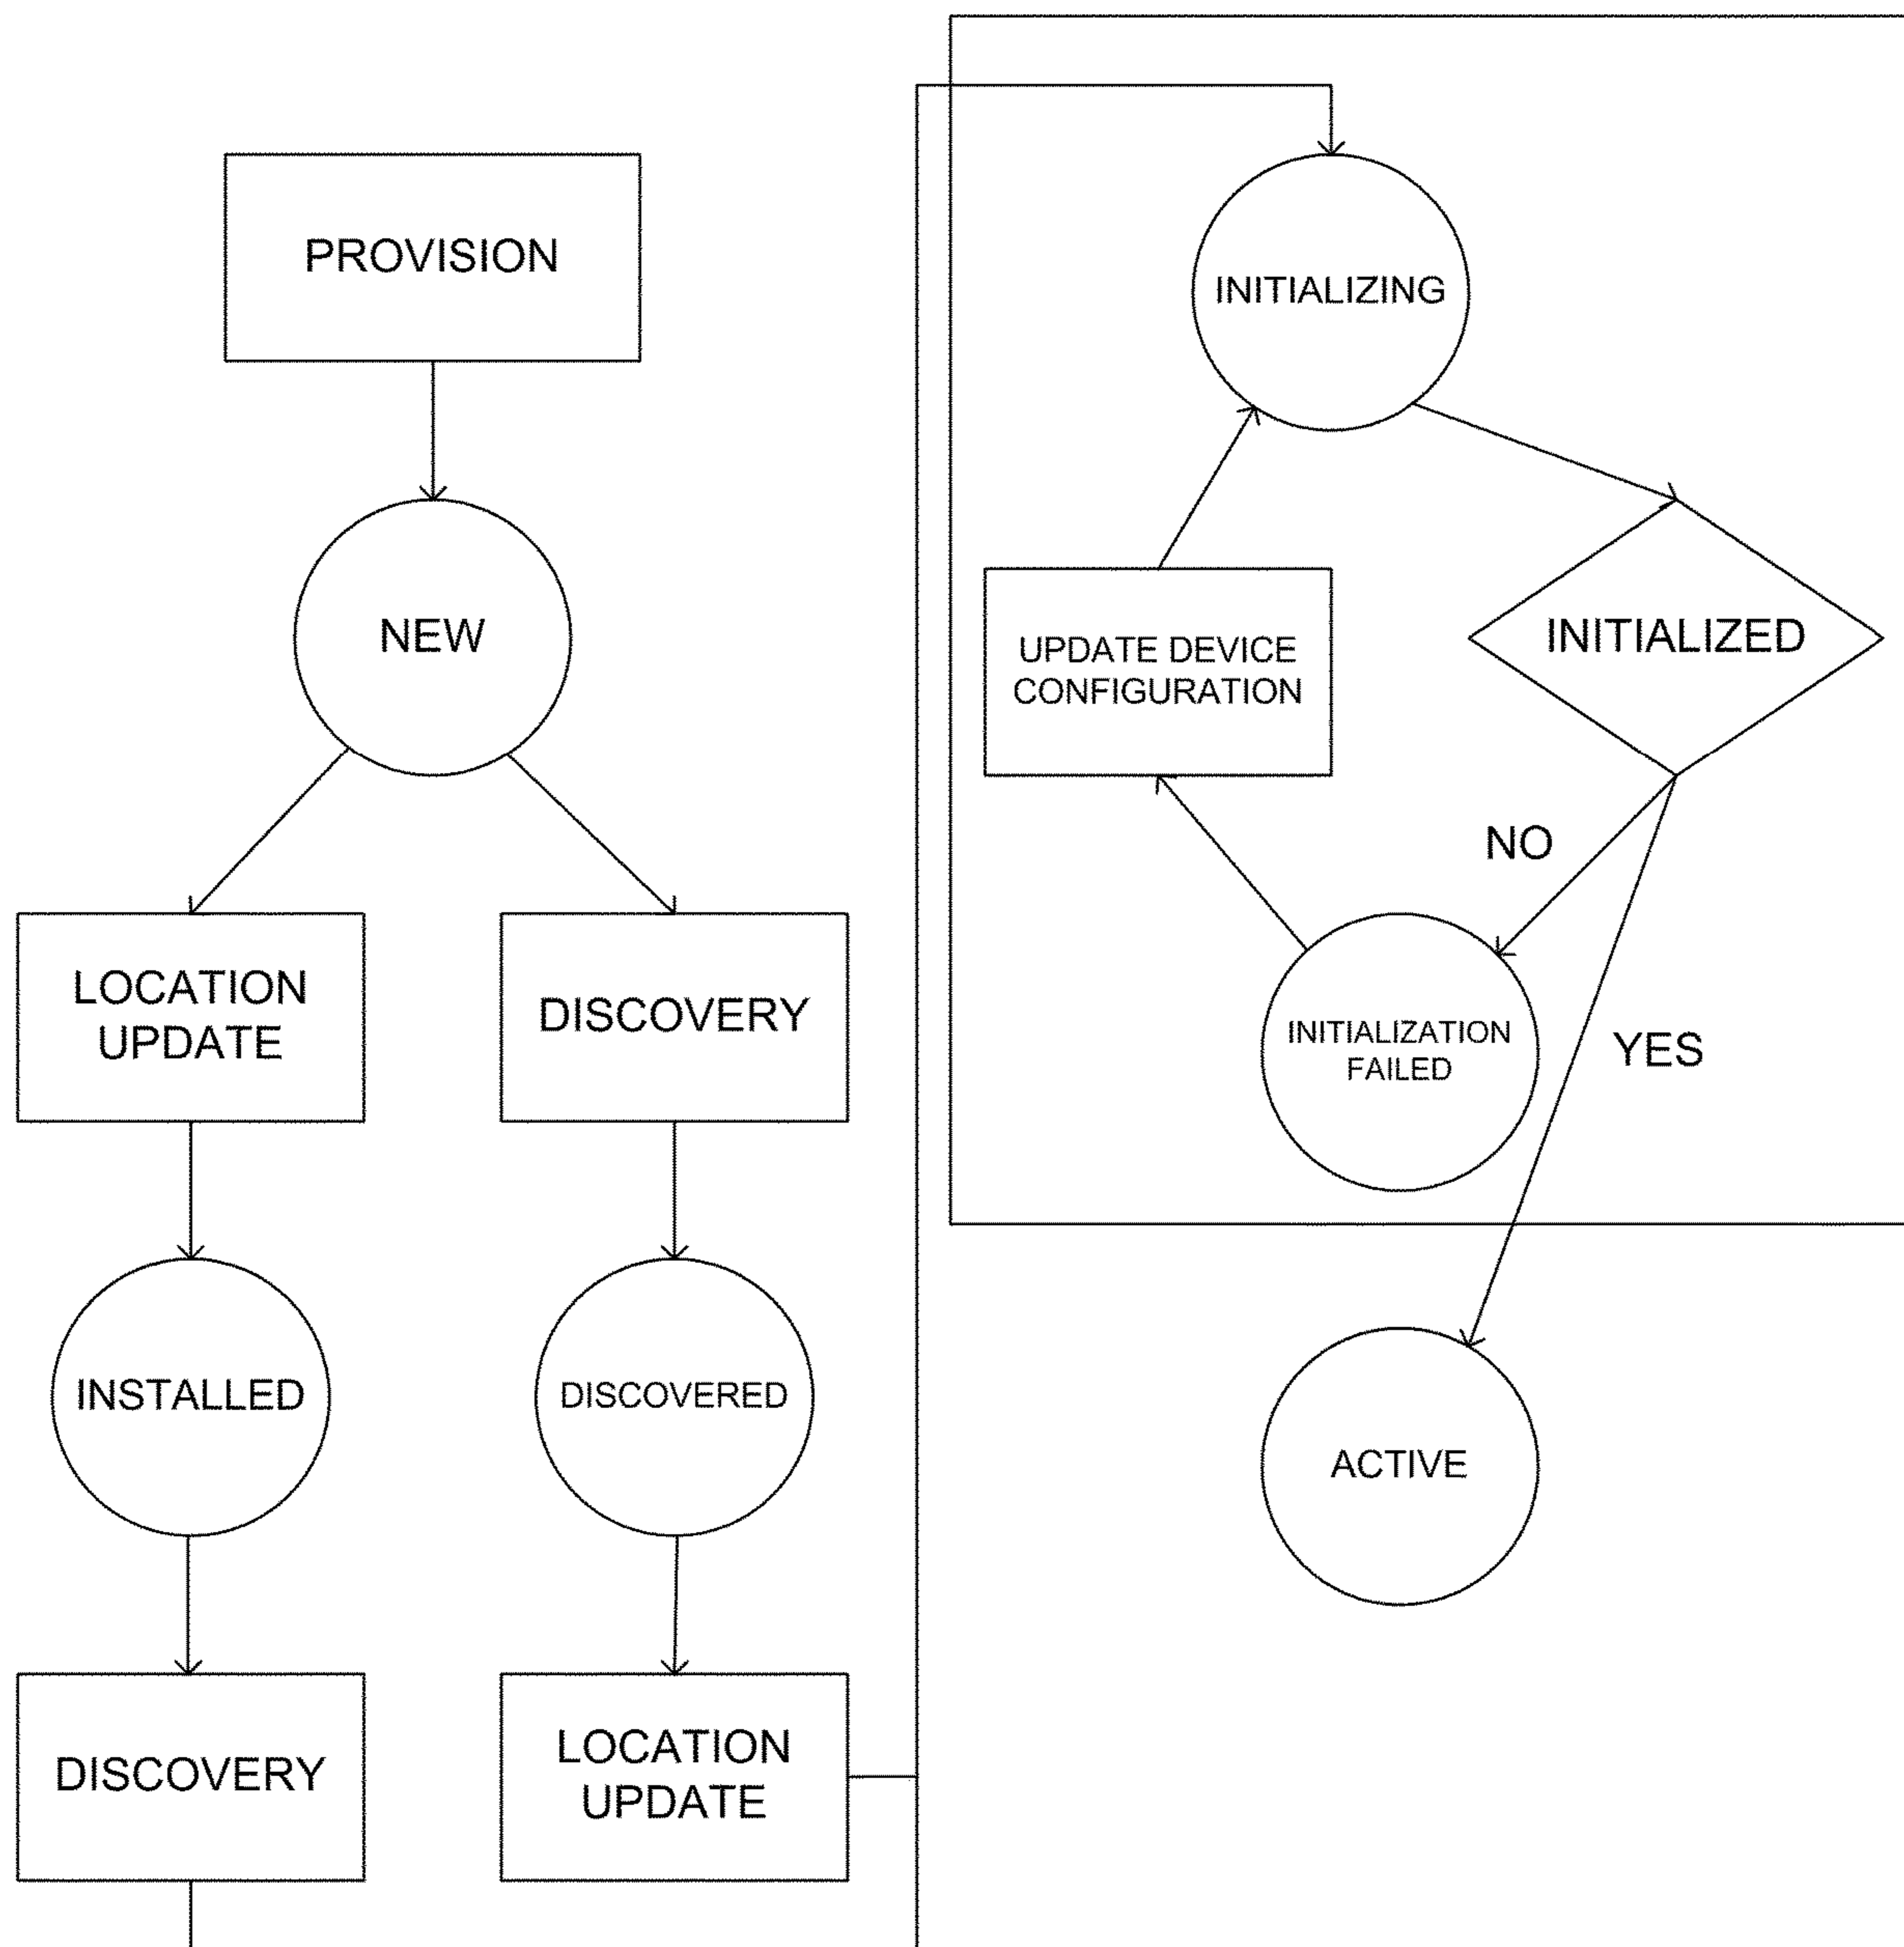 PROVISION
NEW
LOCATION
UPDATE
DISCOVERY
INSTALLED
DISCOVERED
DISCOVERY
LOCATION
UPDATE
INITIALIZING
UPDATE DEVICE
CONFIGURATION
INITIALIZED
NO
INITIALIZATION
FAILED
YES
ACTIVE